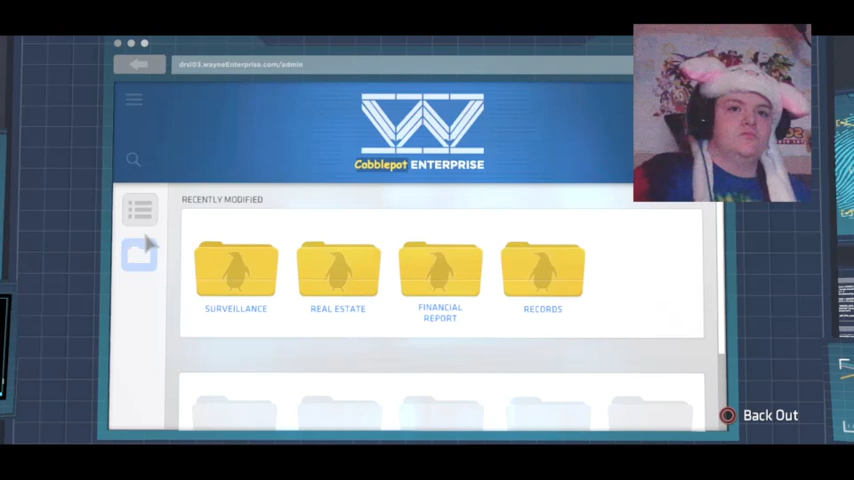 drsl03.wayneEnterprise.com/admin
Cobblepot ENTERPRISE
RECENTLY MODIFIED
SURVEILLANCE
REAL ESTATE
FINANCIAL
REPORT
RECORDS
Back Out